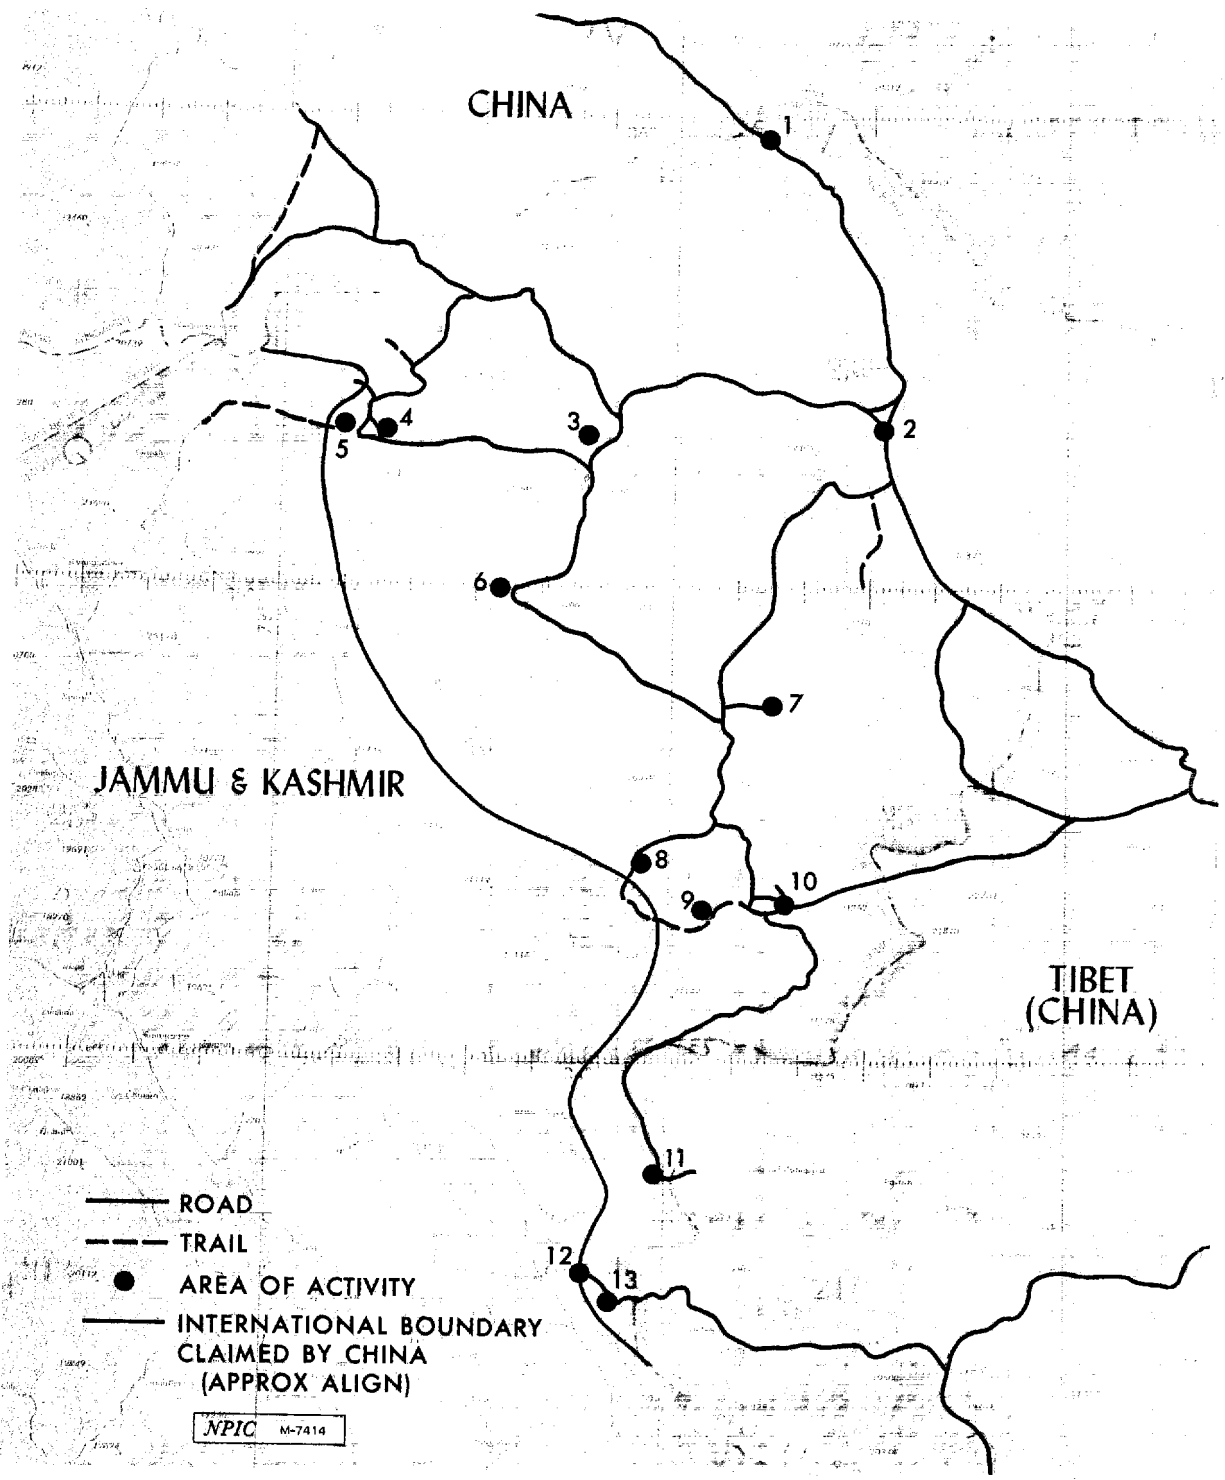 CHINA
1
2
3
4
5
6
7
JAMMU & KASHMIR
8
9
10
TIBET
(CHINA)
11
12
13
ROAD
TRAIL
AREA OF ACTIVITY
INTERNATIONAL BOUNDARY
CLAIMED BY CHINA
(APPROX ALIGN)
NPIC M-7414